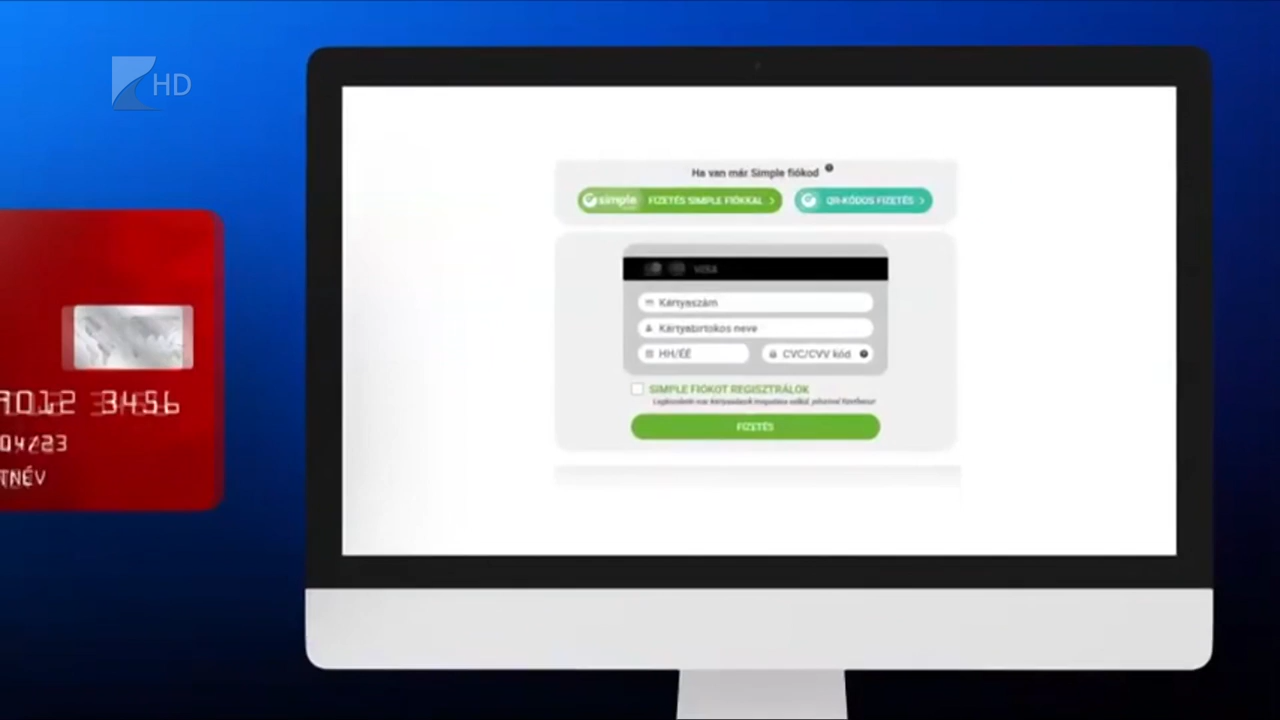 HD
Ha van már Simple fiókod
simple FIZETÉS SIMPLE FIÓKKAL
QR-KÓDOS FIZETÉS
VISA
Kártyaszám
Kártyabirtokos neve
HH/ÉÉ
CVC/CVV kód
SIMPLE FIÓKOT REGISZTRÁLOK
FIZETÉS
9012 3456
04/23
TNÉV